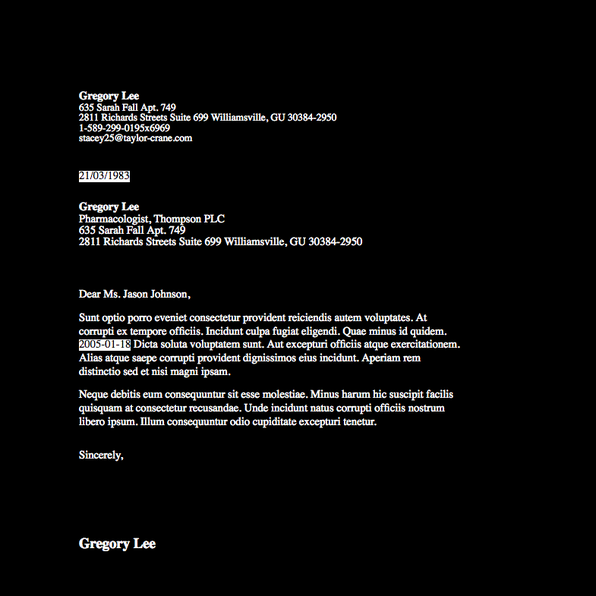 Gregory Lee
635 Sarah Fall Apt. 749
2811 Richards Streets Suite 699 Williamsville, GU 30384-2950
1-589-299-0195x6969
stacey25@taylor-crane.com
21/03/1983
Gregory Lee
Pharmacologist, Thompson PLC
635 Sarah Fall Apt. 749
2811 Richards Streets Suite 699 Williamsville, GU 30384-2950
Dear Ms. Jason Johnson,
Sunt optio porro eveniet consectetur provident reiciendis autem voluptates. At
corrupti ex tempore officiis. Incidunt culpa fugiat eligendi. Quae minus id quidem.
2005-01-18 Dicta soluta voluptatem sunt. Aut excepturi officiis atque exercitationem.
Alias atque saepe corrupti provident dignissimos eius incidunt. Aperiam rem
distinctio sed et nisi magni ipsam.
Neque debitis eum consequuntur sit esse molestiae. Minus harum hic suscipit facilis
quisquam at consectetur recusandae. Unde incidunt natus corrupti officiis nostrum
libero ipsum. Illum consequuntur odio cupiditate excepturi tenetur.
Sincerely,
Gregory Lee